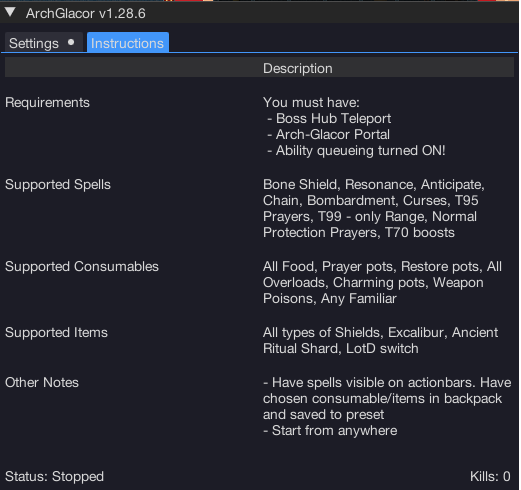 ArchGlacor v1.28.6
Settings
Instructions
Description
Requirements
You must have:
- Boss Hub Teleport
- Arch-Glacor Portal
- Ability queueing turned ON!
Supported Spells
Bone Shield, Resonance, Anticipate,
Chain, Bombardment, Curses, T95
Prayers, T99 - only Range, Normal
Protection Prayers, T70 boosts
Supported Consumables
All Food, Prayer pots, Restore pots, All
Overloads, Charming pots, Weapon
Poisons, Any Familiar
Supported Items
All types of Shields, Excalibur, Ancient
Ritual Shard, LotD switch
Other Notes
- Have spells visible on actionbars. Have
chosen consumable/items in backpack
and saved to preset
- Start from anywhere
Status: Stopped
Kills: 0